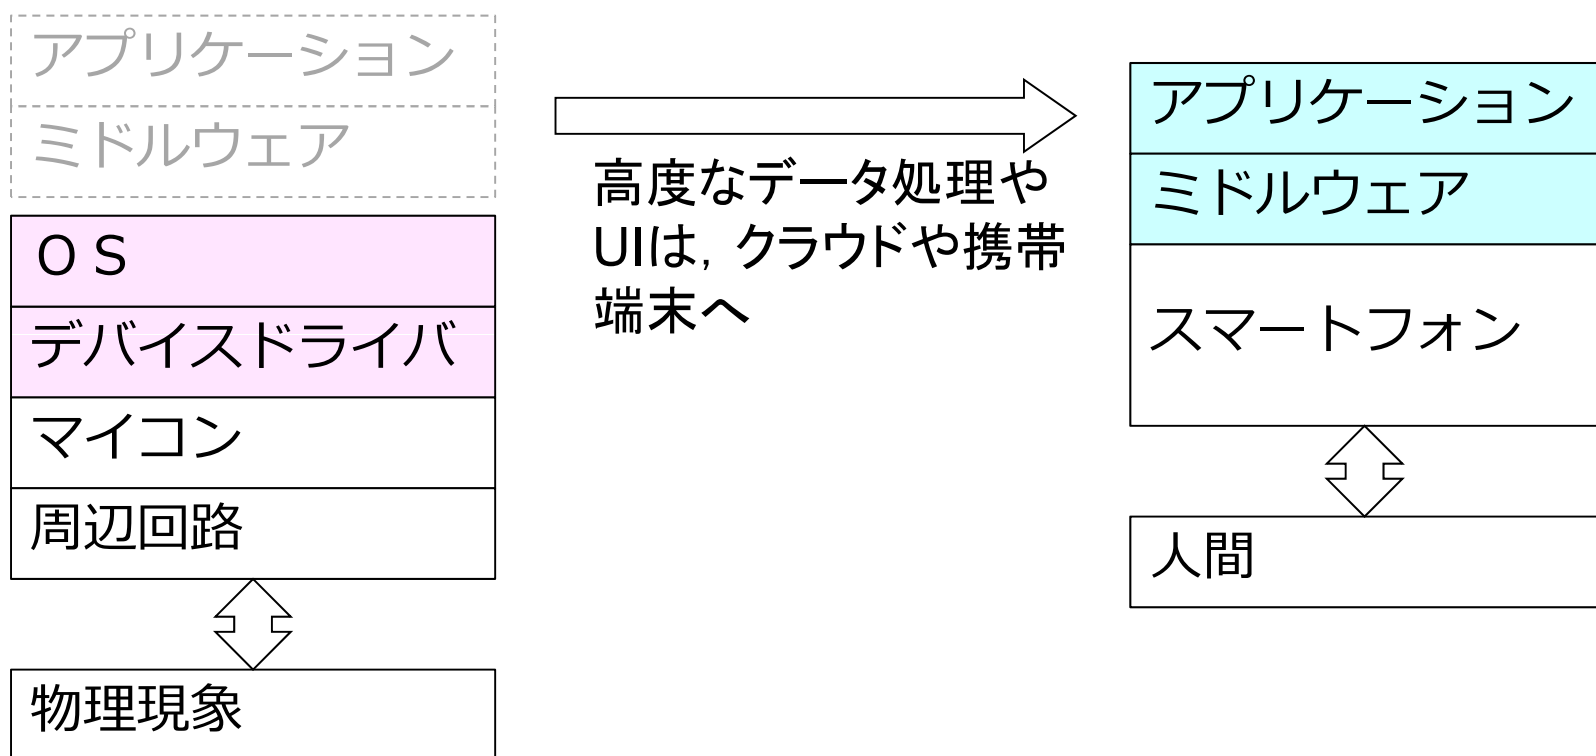 アプリケーション
ミドルウェア
ＯＳ
デバイスドライバ
マイコン
周辺回路
物理現象
高度なデータ処理や
UIは，クラウドや携帯
端末へ
アプリケーション
ミドルウェア
スマートフォン
人間